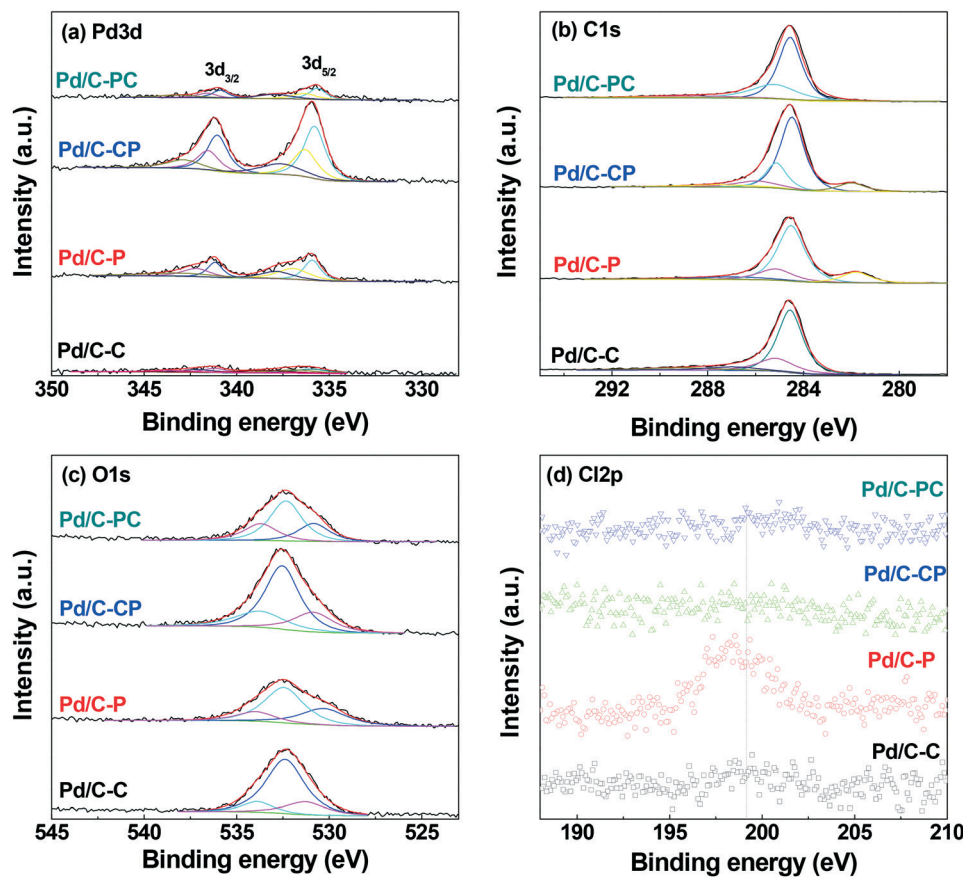 (a) Pd3d
3d3/2
3d5/2
Pd/C-PC
Pd/C-CP
Pd/C-P
Pd/C-C
Intensity (a.u.)
350 345 340 335 330
Binding energy (eV)
(b) C1s
Pd/C-PC
Pd/C-CP
Pd/C-P
Pd/C-C
Intensity (a.u.)
292 288 284 280
Binding energy (eV)
(c) O1s
Pd/C-PC
Pd/C-CP
Pd/C-P
Pd/C-C
Intensity (a.u.)
545 540 535 530 525
Binding energy (eV)
(d) Cl2p
Pd/C-PC
Pd/C-CP
Pd/C-P
Pd/C-C
Intensity (a.u.)
190 195 200 205 210
Binding energy (eV)